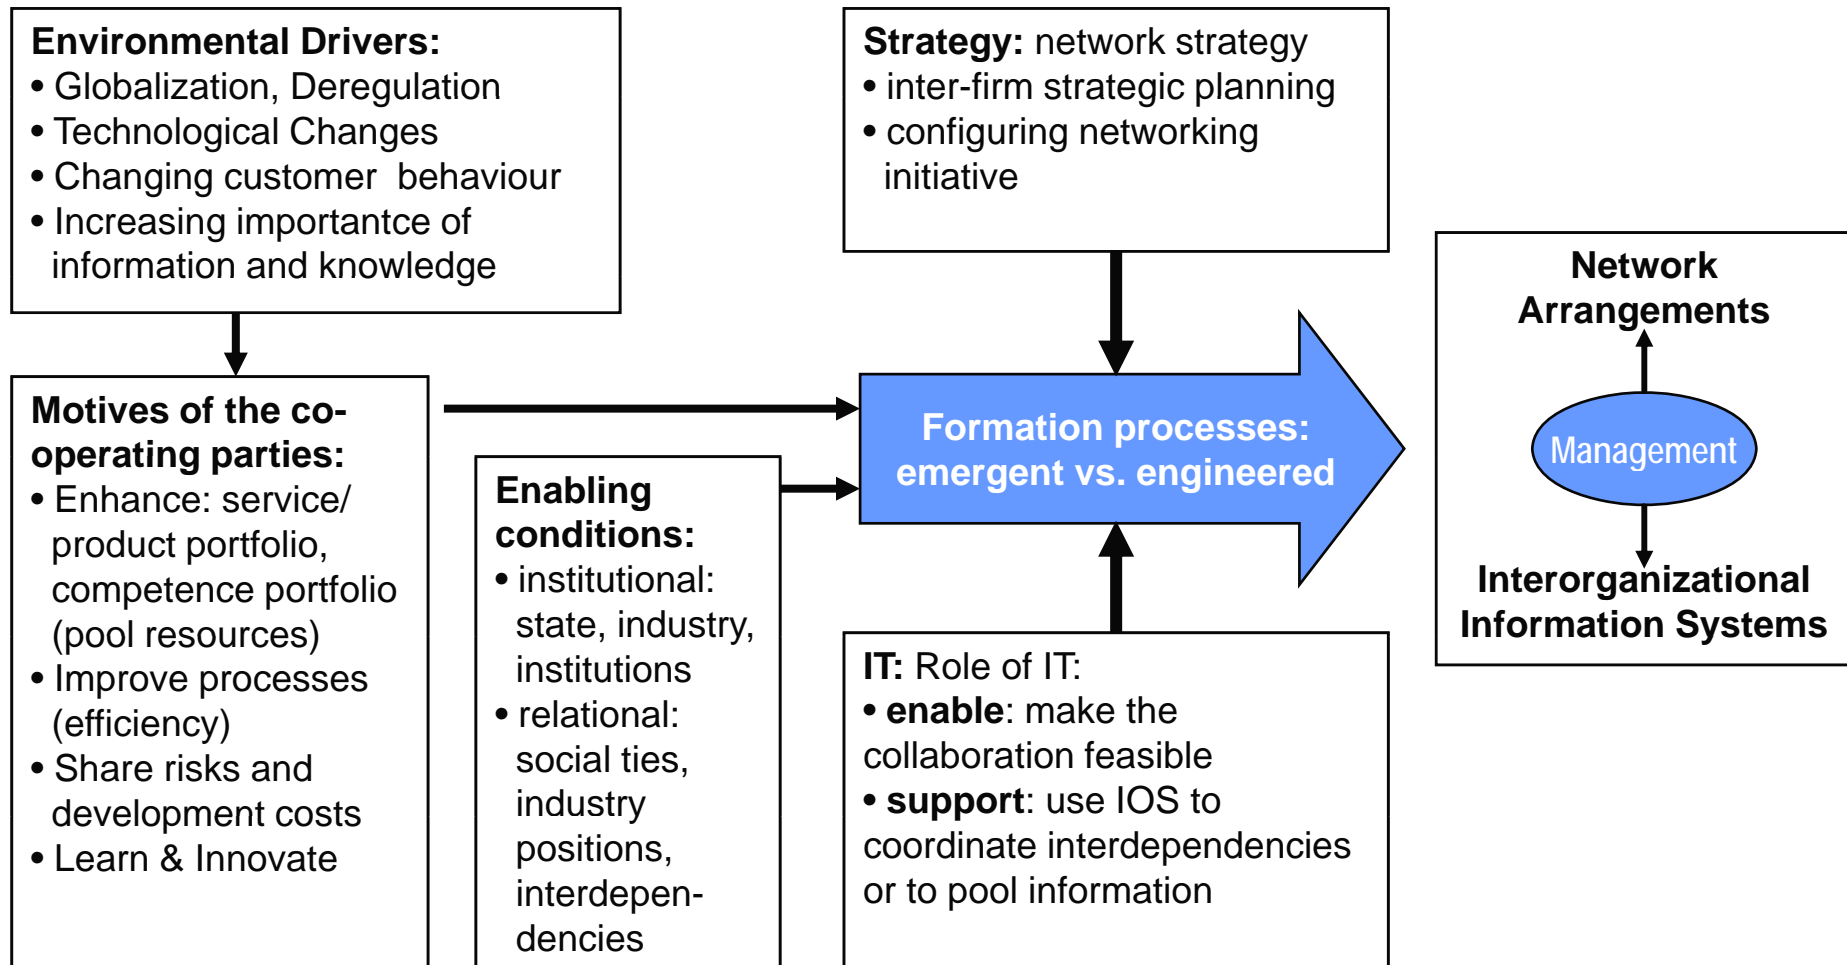 Environmental Drivers:
• Globalization, Deregulation
• Technological Changes
• Changing customer behaviour
• Increasing importantce of
information and knowledge
Motives of the co-
operating parties:
• Enhance: service/
product portfolio,
competence portfolio
(pool resources)
• Improve processes
(efficiency)
• Share risks and
development costs
• Learn & Innovate
Enabling
conditions:
• institutional:
state, industry,
institutions
• relational:
social ties,
industry
positions,
interdepen-
dencies
Strategy: network strategy
• inter-firm strategic planning
• configuring networking
initiative
Formation processes:
emergent vs. engineered
IT: Role of IT:
• enable: make the
collaboration feasible
• support: use IOS to
coordinate interdependencies
or to pool information
Network
Arrangements
Management
Interorganizational
Information Systems